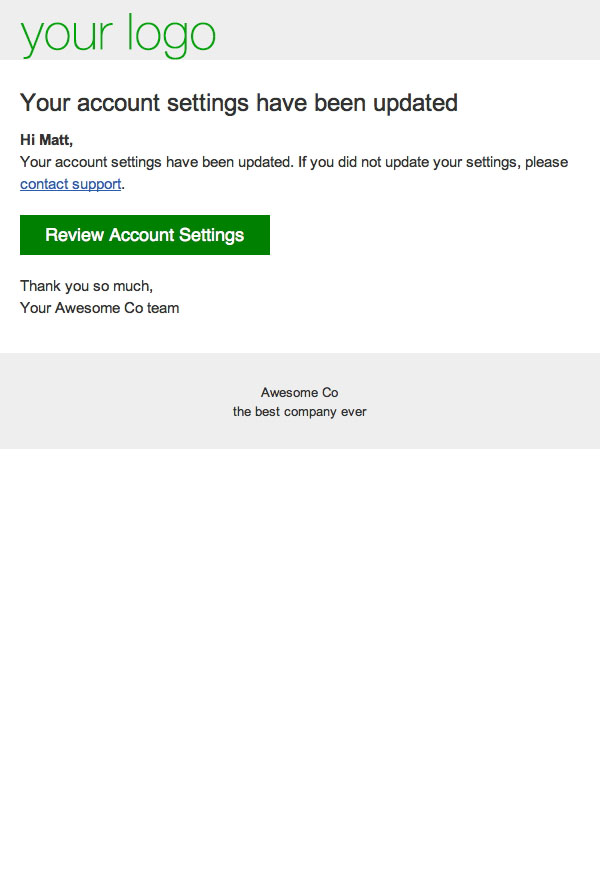 your logo
Your account settings have been updated
Hi Matt,
Your account settings have been updated. If you did not update your settings, please
contact support.
Review Account Settings
Thank you so much,
Your Awesome Co team
Awesome Co
the best company ever